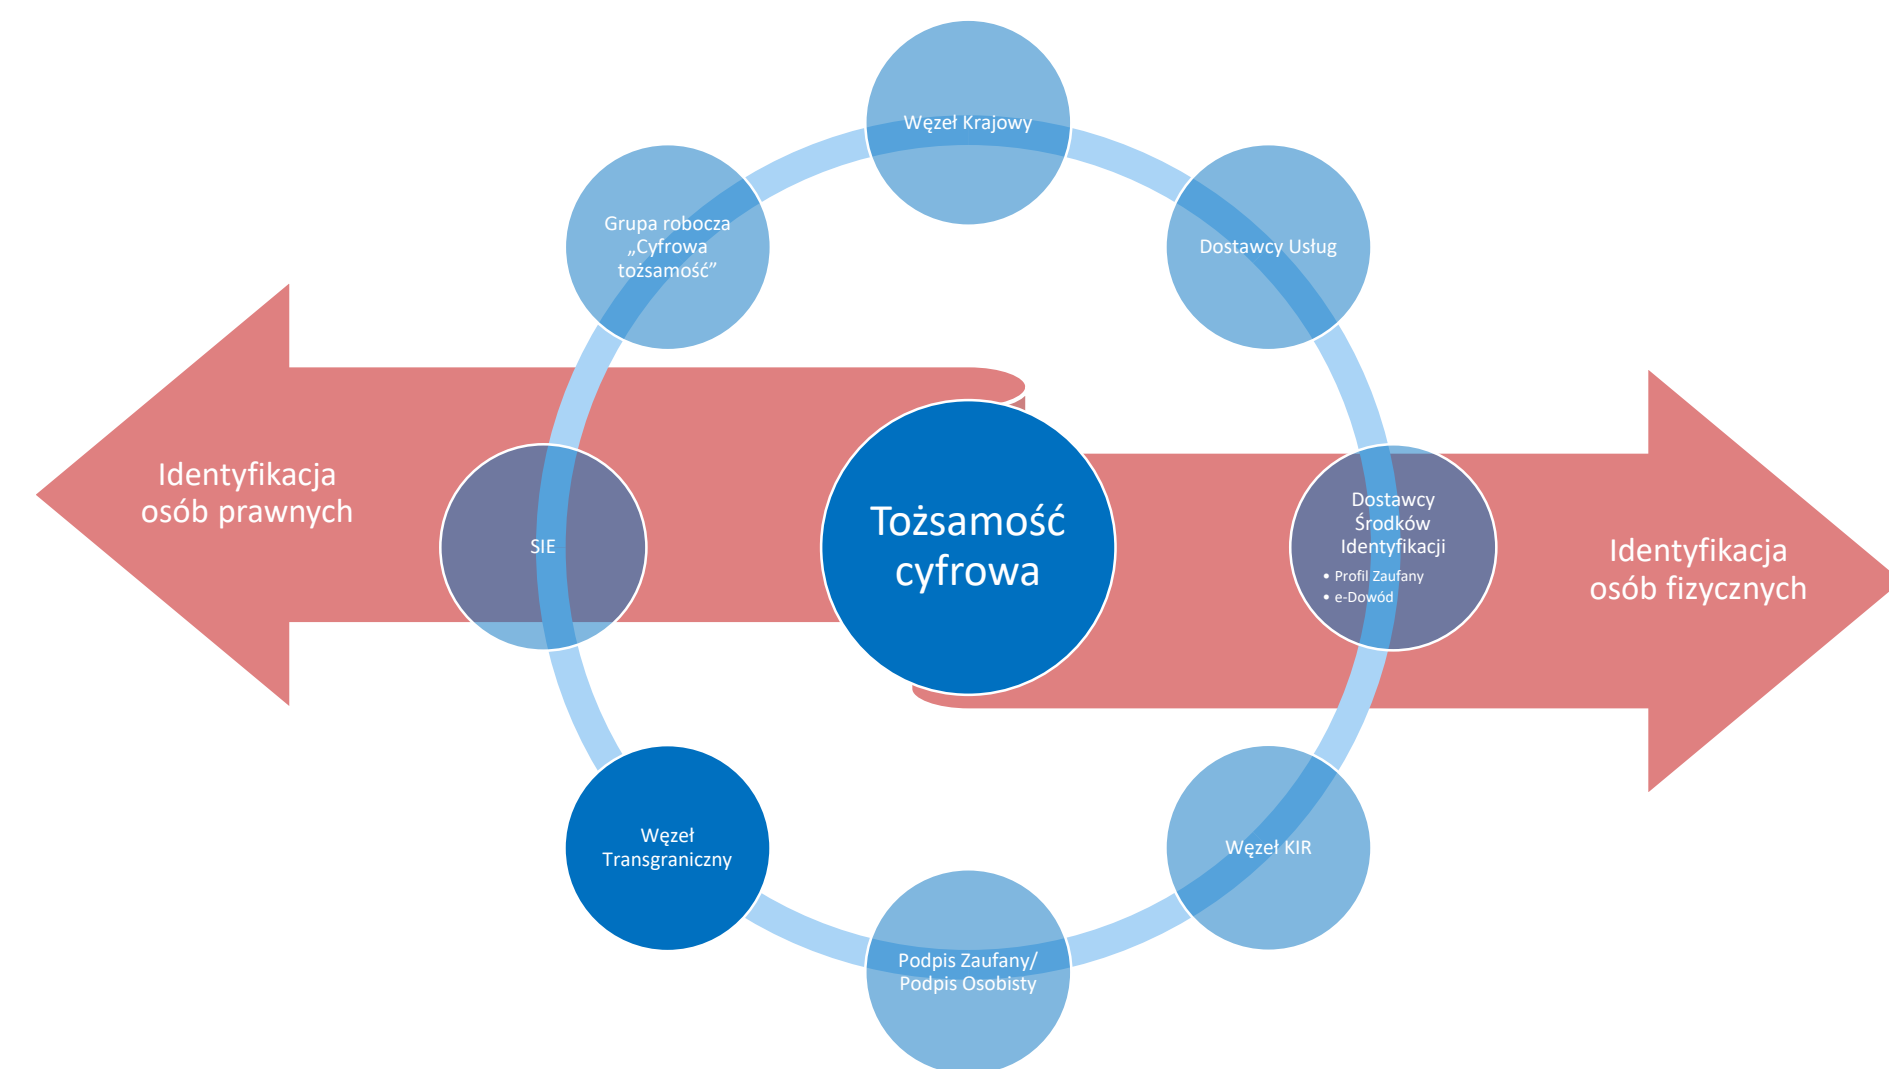 Węzeł Krajowy
Grupa robocza
„Cyfrowa
tożsamość”
Dostawcy Usług
Identyfikacja
osób prawnych
SIE
Tożsamość
cyfrowa
Dostawcy
Środków
Identyfikacji
• Profil Zaufany
• e-Dowód
Identyfikacja
osób fizycznych
Węzeł
Transgraniczny
Węzeł KIR
Podpis Zaufany/
Podpis Osobisty